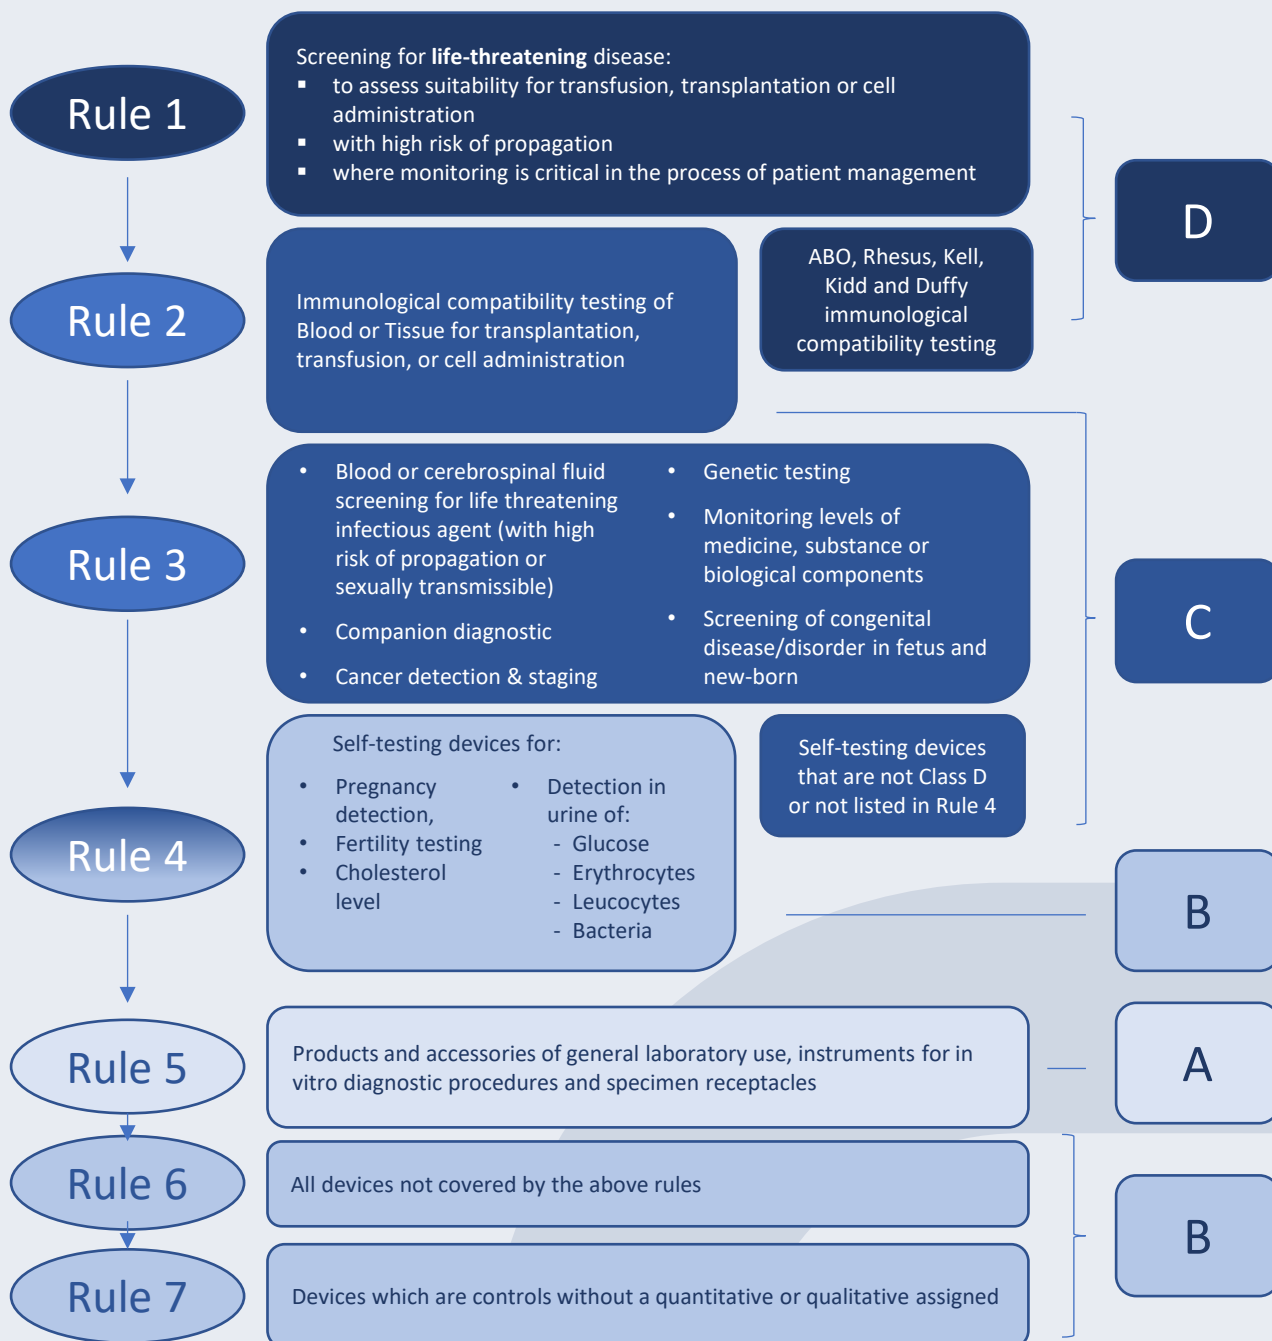 Rule 1
Screening for life-threatening disease:
▪ to assess suitability for transfusion, transplantation or cell
administration
▪ with high risk of propagation
▪ where monitoring is critical in the process of patient management
D
Rule 2
Immunological compatibility testing of
Blood or Tissue for transplantation,
transfusion, or cell administration
ABO, Rhesus, Kell,
Kidd and Duffy
immunological
compatibility testing
Rule 3
• Blood or cerebrospinal fluid
screening for life threatening
infectious agent (with high
risk of propagation or
sexually transmissible)
• Companion diagnostic
• Cancer detection & staging
• Genetic testing
• Monitoring levels of
medicine, substance or
biological components
• Screening of congenital
disease/disorder in fetus and
new-born
C
Rule 4
Self-testing devices for:
• Pregnancy
detection,
• Fertility testing
• Cholesterol
level
• Detection in
urine of:
- Glucose
- Erythrocytes
- Leucocytes
- Bacteria
Self-testing devices
that are not Class D
or not listed in Rule 4
B
Rule 5
Products and accessories of general laboratory use, instruments for in
vitro diagnostic procedures and specimen receptacles
A
Rule 6
All devices not covered by the above rules
B
Rule 7
Devices which are controls without a quantitative or qualitative assigned